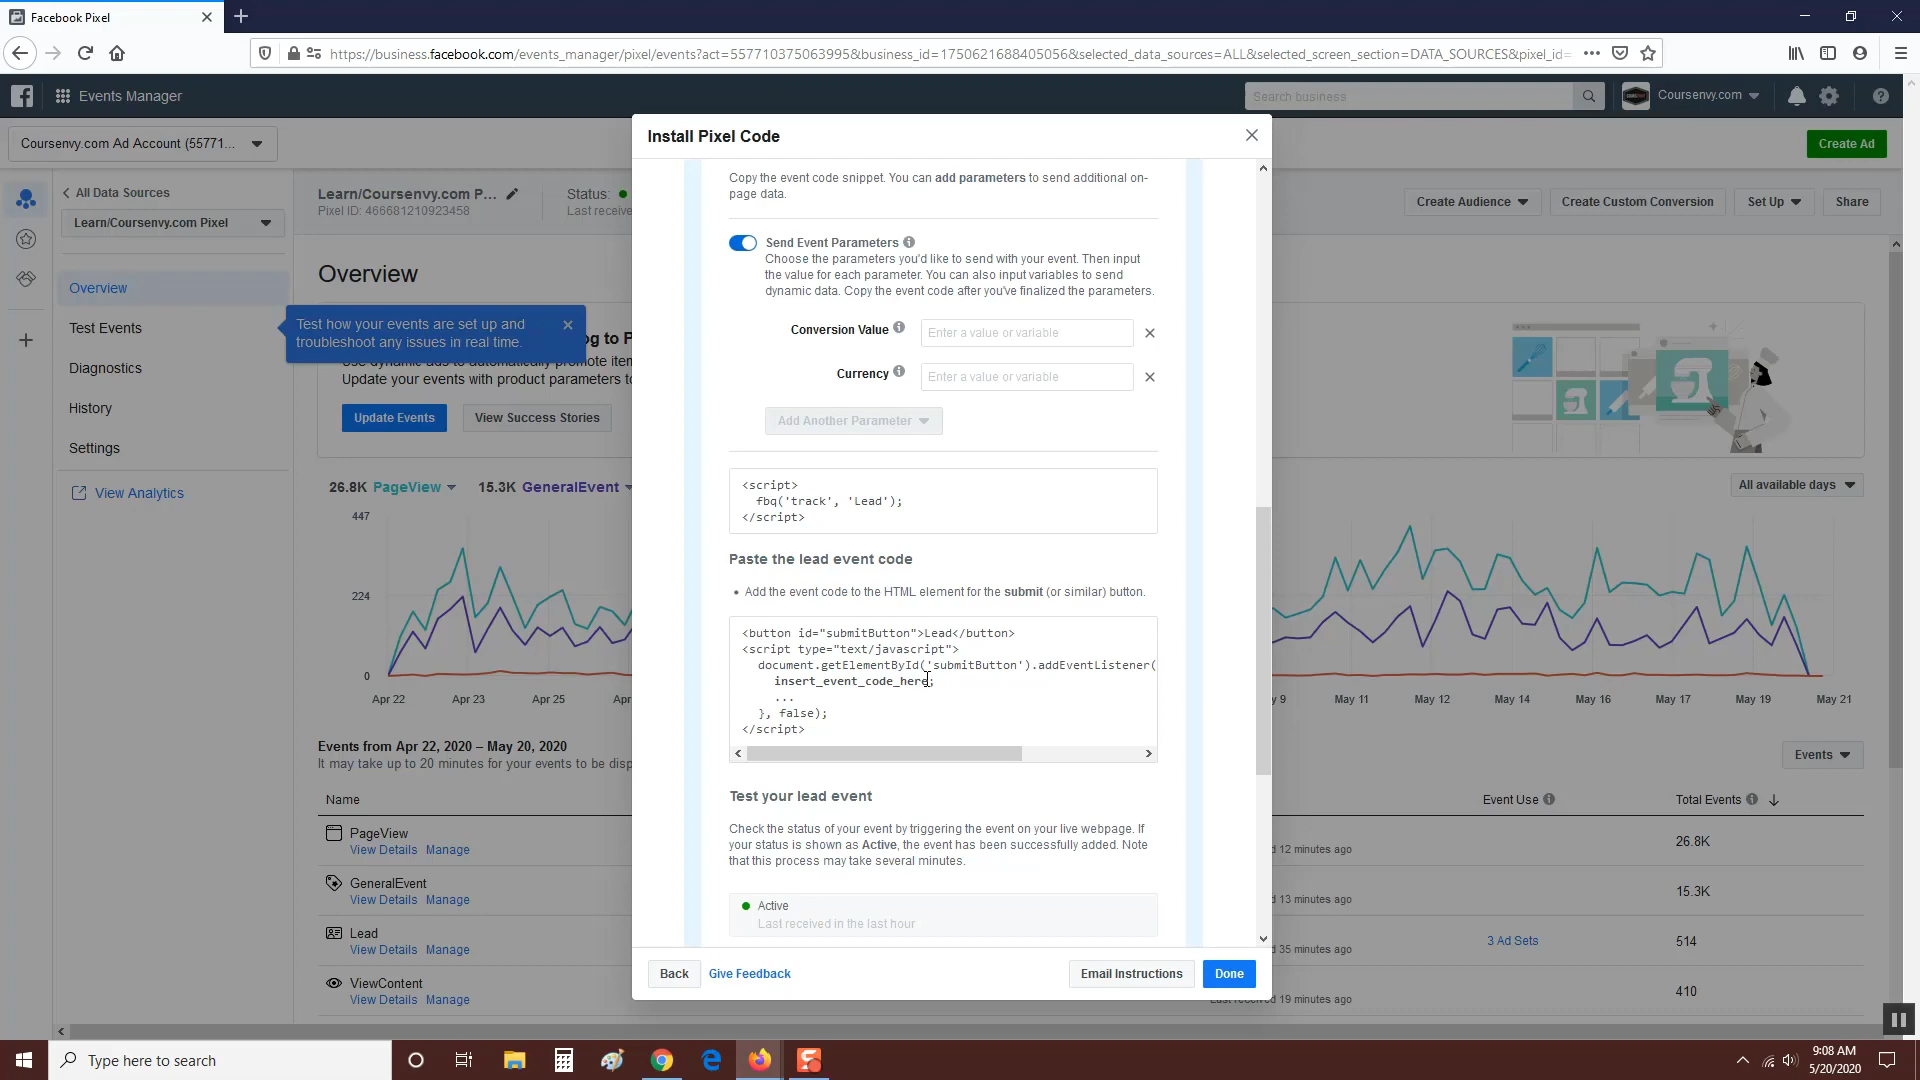 Facebook Pixel
https://business.facebook.com/events_manager/pixel/events?act=557710375063995&business_id=1750621688405056&selected_data_sources=ALL&selected_screen_section=DATA_SOURCES&pixel_id=
Events Manager
Search business
Coursenvy.com
Coursenvy.com Ad Account (55771...
Create Ad
All Data Sources
Learn/Coursenvy.com Pixel
Learn/Coursenvy.com P...
Pixel ID: 466681210923458
Status:
Last receive
Create Audience
Create Custom Conversion
Set Up
Share
Overview
Test Events
Diagnostics
History
Settings
View Analytics
Overview
Test how your events are set up and
troubleshoot any issues in real time.
og to P
Update your events with product parameters to
Update Events
View Success Stories
26.8K PageView
15.3K GeneralEvent
All available days
447
224
0
Apr 22
Apr 23
Apr 25
Apr
9
May 11
May 12
May 14
May 16
May 17
May 19
May 21
Events from Apr 22, 2020 – May 20, 2020
It may take up to 20 minutes for your events to be disp
Events
Name
Event Use
Total Events
PageView
View Details Manage
12 minutes ago
26.8K
GeneralEvent
View Details Manage
13 minutes ago
15.3K
Lead
View Details Manage
35 minutes ago
3 Ad Sets
514
ViewContent
View Details Manage
19 minutes ago
410
Install Pixel Code
Copy the event code snippet. You can add parameters to send additional on-
page data.
Send Event Parameters
Choose the parameters you'd like to send with your event. Then input
the value for each parameter. You can also input variables to send
dynamic data. Copy the event code after you've finalized the parameters.
Conversion Value
Enter a value or variable
Currency
Enter a value or variable
Add Another Parameter
<script>
fbq('track', 'Lead');
</script>
Paste the lead event code
• Add the event code to the HTML element for the submit (or similar) button.
<button id="submitButton">Lead</button>
<script type="text/javascript">
document.getElementById('submitButton').addEventListener(
insert_event_code_here;
...
}, false);
</script>
Test your lead event
Check the status of your event by triggering the event on your live webpage. If
your status is shown as Active, the event has been successfully added. Note
that this process may take several minutes.
Active
Last received in the last hour
Back
Give Feedback
Email Instructions
Done
Type here to search
9:08 AM
5/20/2020